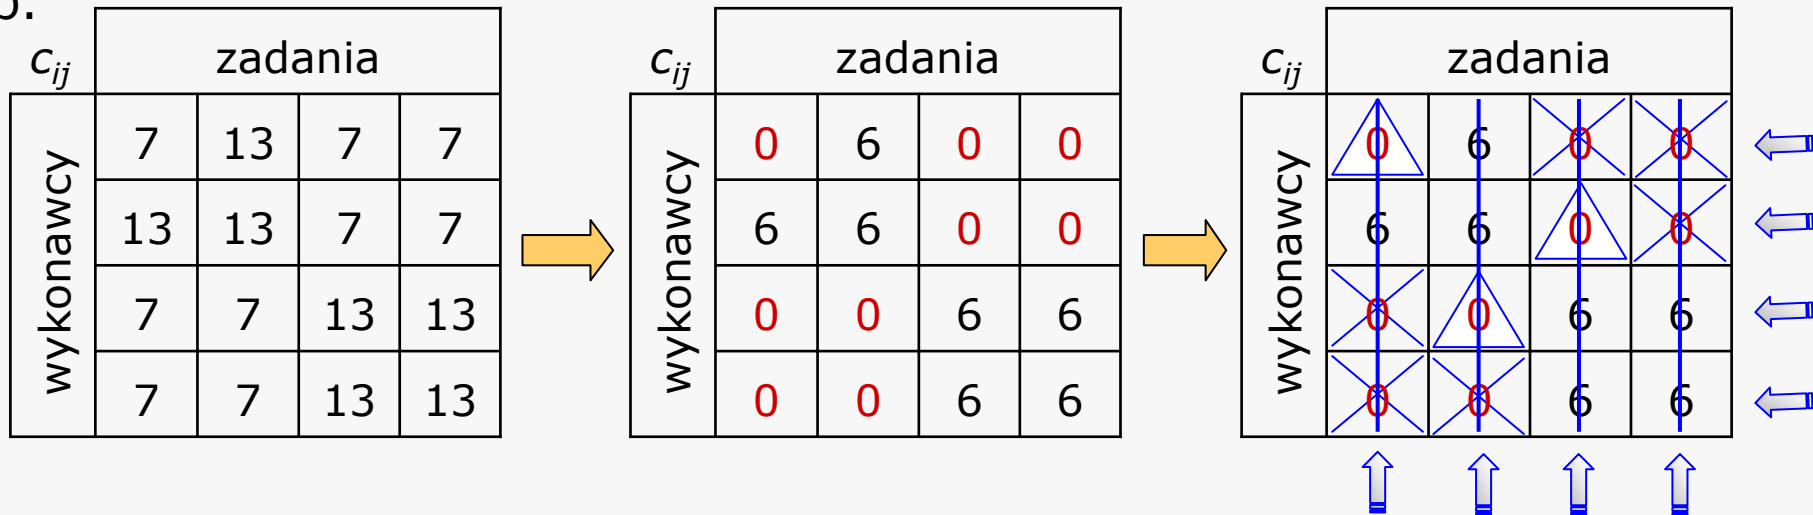 b.
c_ij zadania
wykonawcy
7 13 7 7
13 13 7 7
7 7 13 13
7 7 13 13
c_ij zadania
wykonawcy
0 6 0 0
6 6 0 0
0 0 6 6
0 0 6 6
c_ij zadania
wykonawcy
0 6 0 0
6 6 0 0
0 0 6 6
0 0 6 6